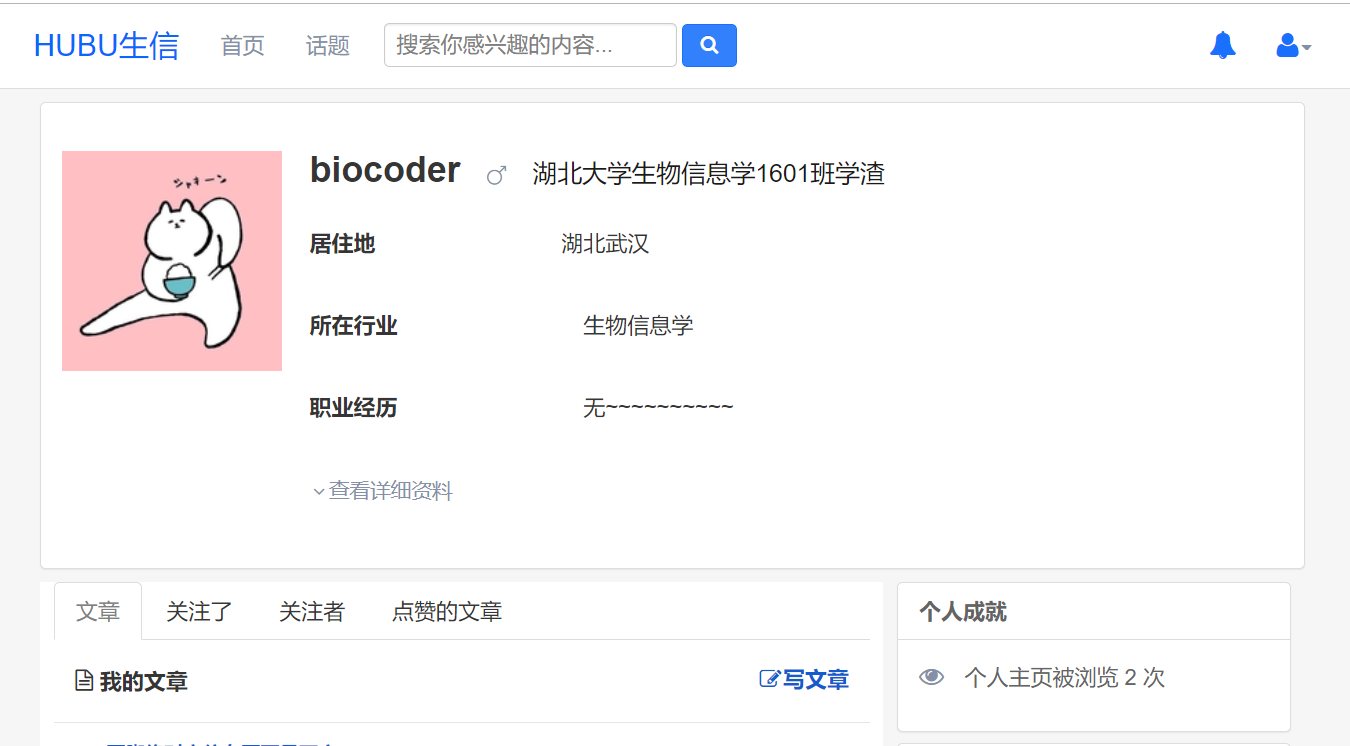 HUBU生信 首页 话题 搜索你感兴趣的内容...
シャキーン
biocoder ♂ 湖北大学生物信息学1601班学渣
居住地 湖北武汉
所在行业 生物信息学
职业经历 无~~~~~~~~~~
查看详细资料
文章 关注了 关注者 点赞的文章
我的文章 写文章
个人成就
个人主页被浏览 2 次